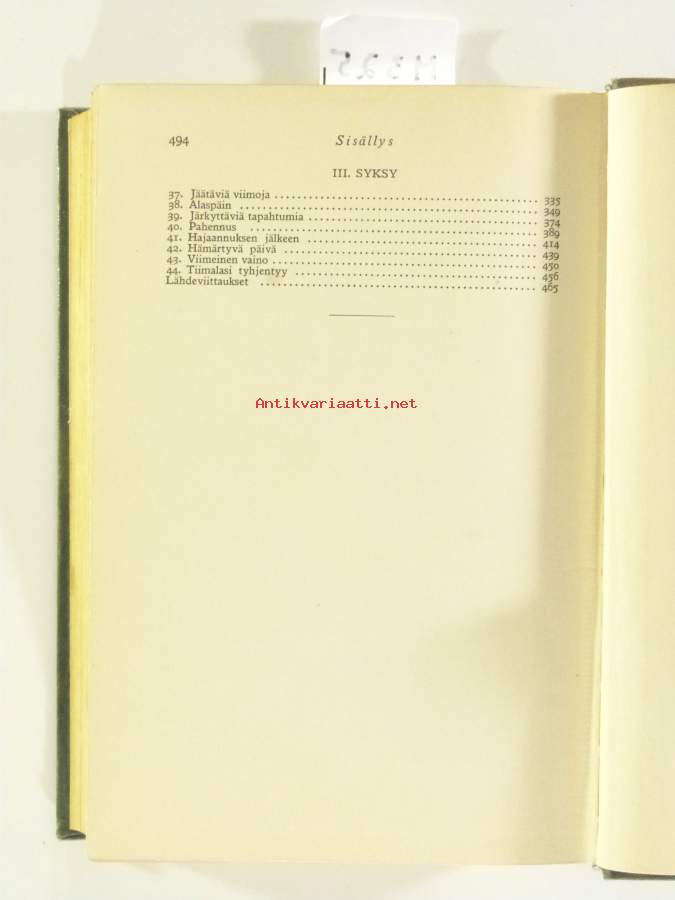 494 Sisällys
III. SYKSY
37. Jäätäviä viimoja 335
38. Alaspäin 349
39. Järkyttäviä tapahtumia 374
40. Pahennus 389
41. Hajaannuksen jälkeen 414
42. Hämärtyvä päivä 439
43. Viimeinen vaino 450
44. Tiimalasi tyhjentyy 456
Lähdeviittaukset 465
Antikvariaatti.net